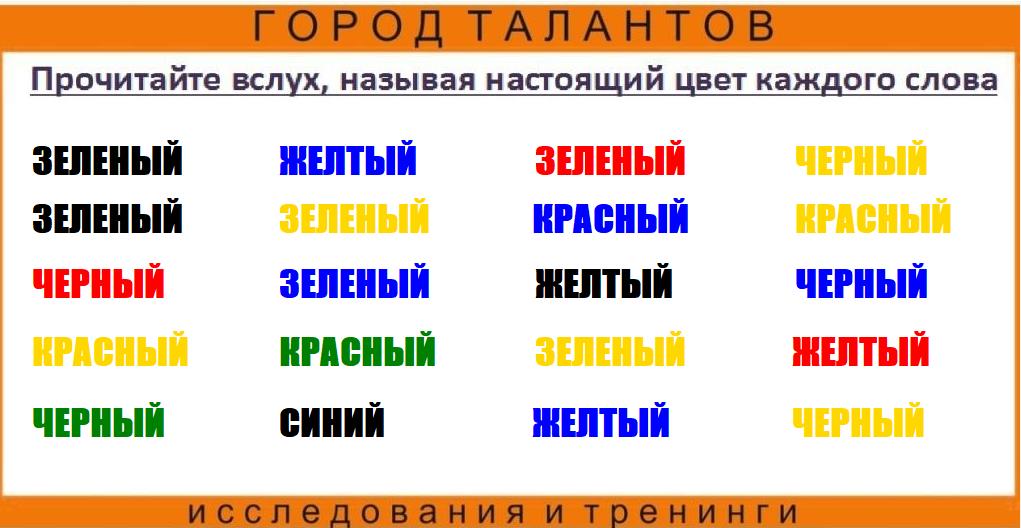 ГОРОД ТАЛАНТОВ
Прочитайте вслух, называя настоящий цвет каждого слова
ЗЕЛЕНЫЙ ЖЕЛТЫЙ ЗЕЛЕНЫЙ ЧЕРНЫЙ
ЗЕЛЕНЫЙ ЗЕЛЕНЫЙ КРАСНЫЙ КРАСНЫЙ
ЧЕРНЫЙ ЗЕЛЕНЫЙ ЖЕЛТЫЙ ЧЕРНЫЙ
КРАСНЫЙ КРАСНЫЙ ЗЕЛЕНЫЙ ЖЕЛТЫЙ
ЧЕРНЫЙ СИНИЙ ЖЕЛТЫЙ ЧЕРНЫЙ
исследования и тренинги